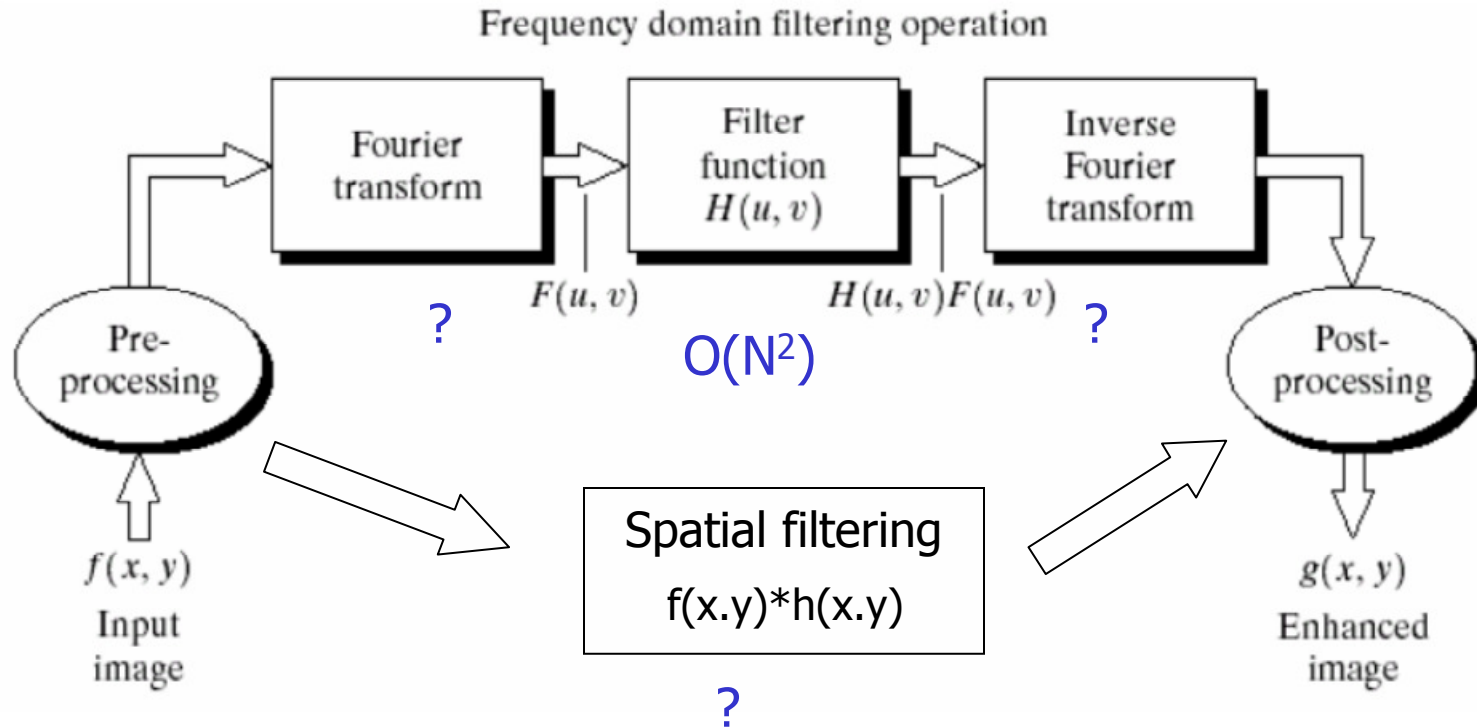 Frequency domain filtering operation
Fourier
transform
Filter
function
H(u, v)
Inverse
Fourier
transform
F(u, v)
H(u, v)F(u, v)
?
O(N²)
?
Pre-
processing
Post-
processing
Spatial filtering
f(x.y)*h(x.y)
f(x, y)
Input
image
g(x, y)
Enhanced
image
?